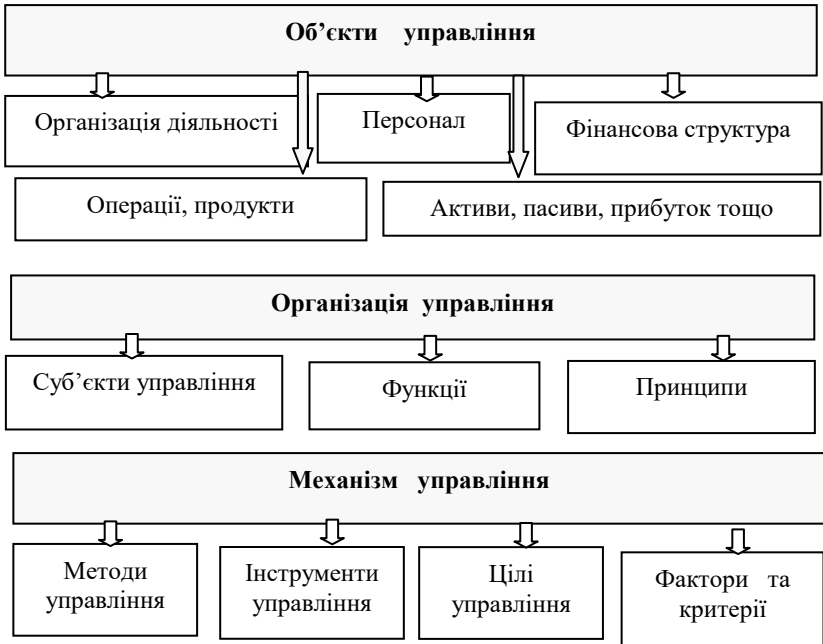 Об’єкти управління
Організація діяльності
Персонал
Фінансова структура
Операції, продукти
Активи, пасиви, прибуток тощо
Організація управління
Суб’єкти управління
Функції
Принципи
Механізм управління
Методи
управління
Інструменти
управління
Цілі
управління
Фактори та
критерії